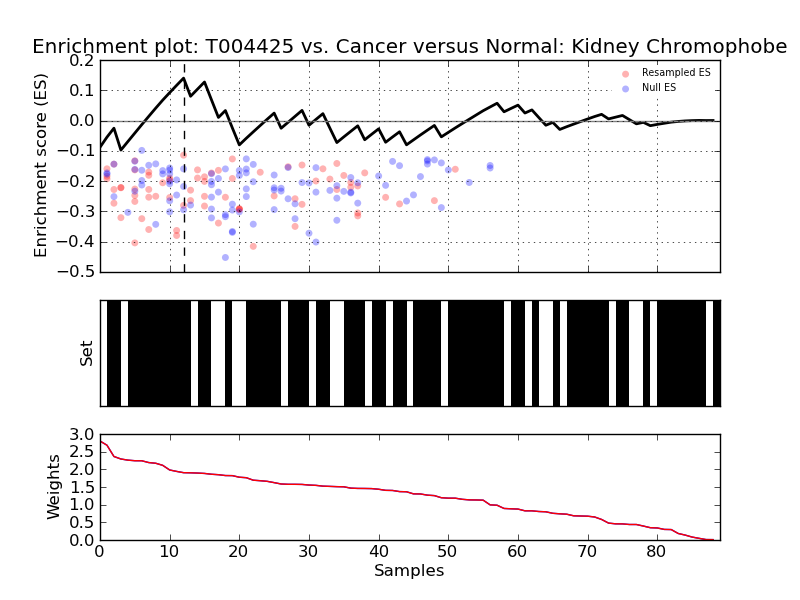 Enrichment plot: T004425 vs. Cancer versus Normal: Kidney Chromophobe
Enrichment score (ES)
0.2
0.1
0.0
−0.1
−0.2
−0.3
−0.4
−0.5
Resampled ES
Null ES
Set
Weights
3.0
2.5
2.0
1.5
1.0
0.5
0.0
0 10 20 30 40 50 60 70 80
Samples